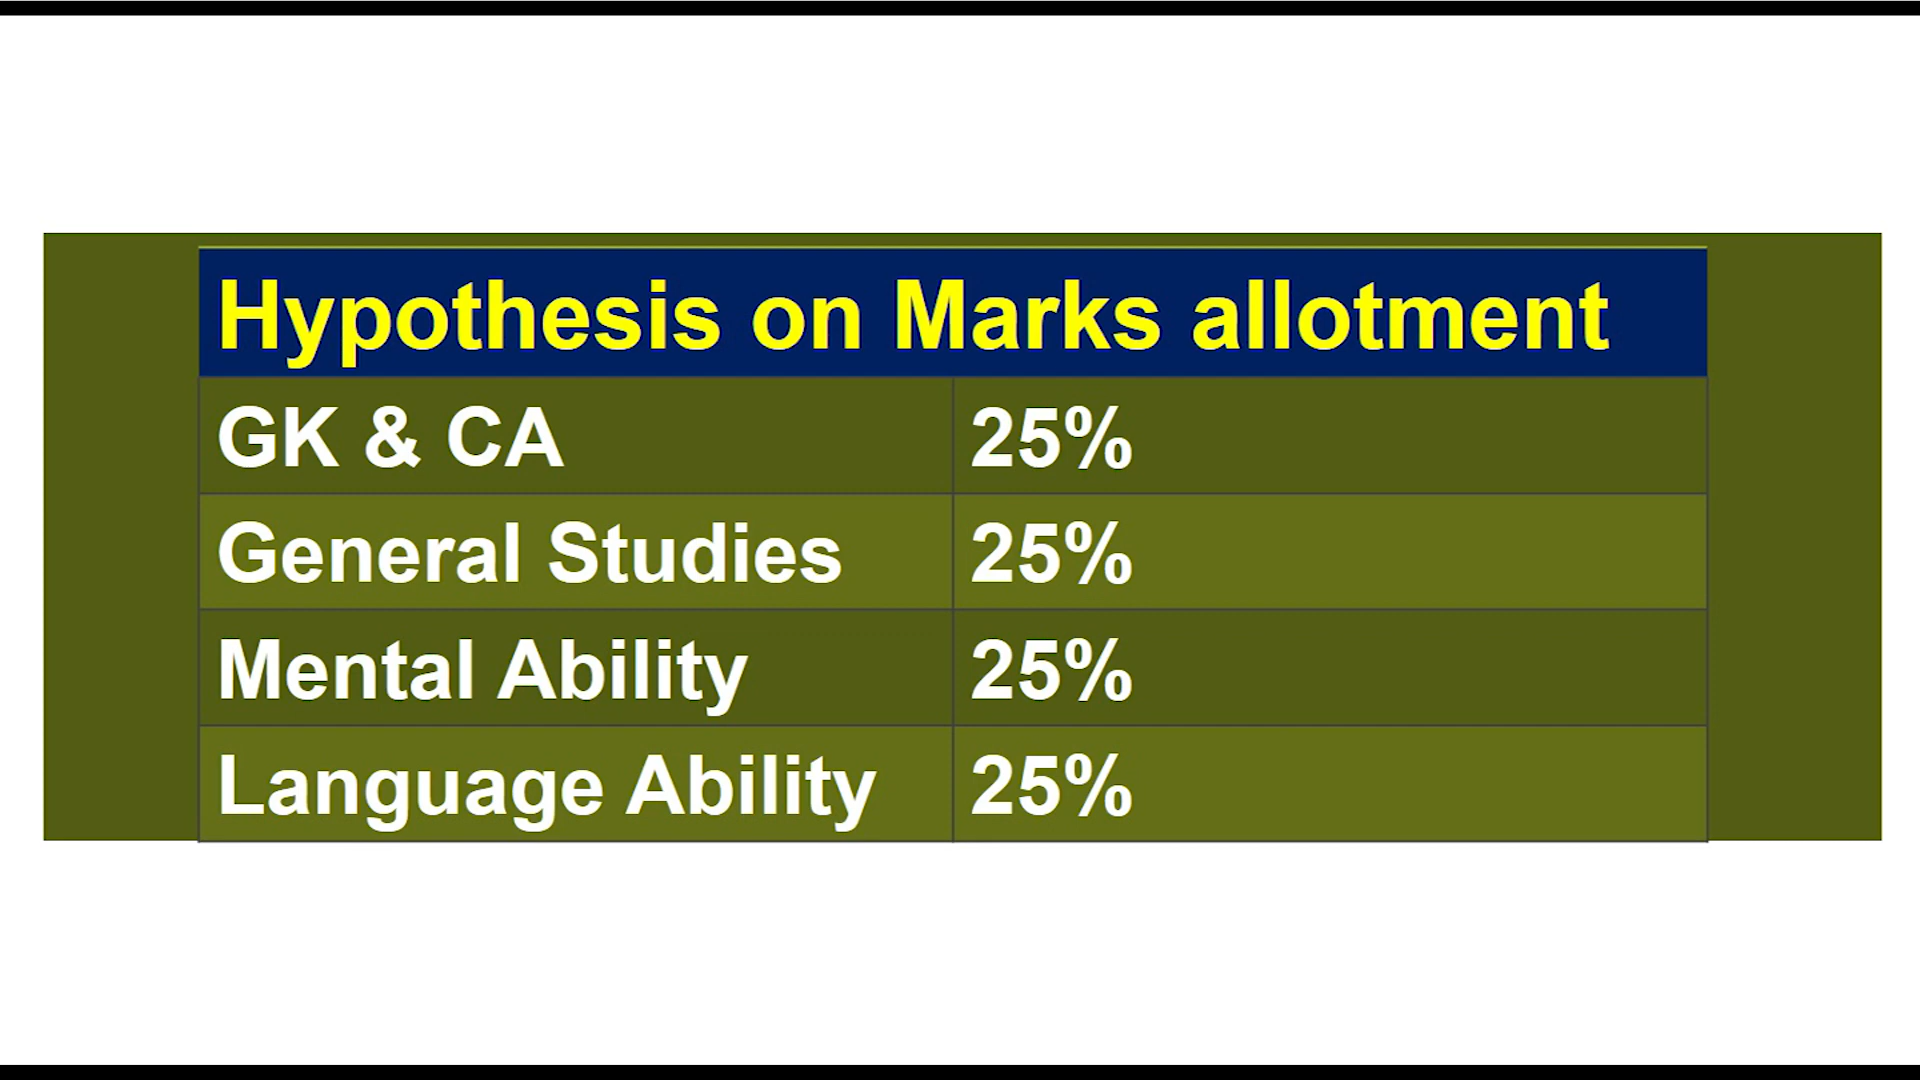 Hypothesis on Marks allotment
GK & CA 25%
General Studies 25%
Mental Ability 25%
Language Ability 25%